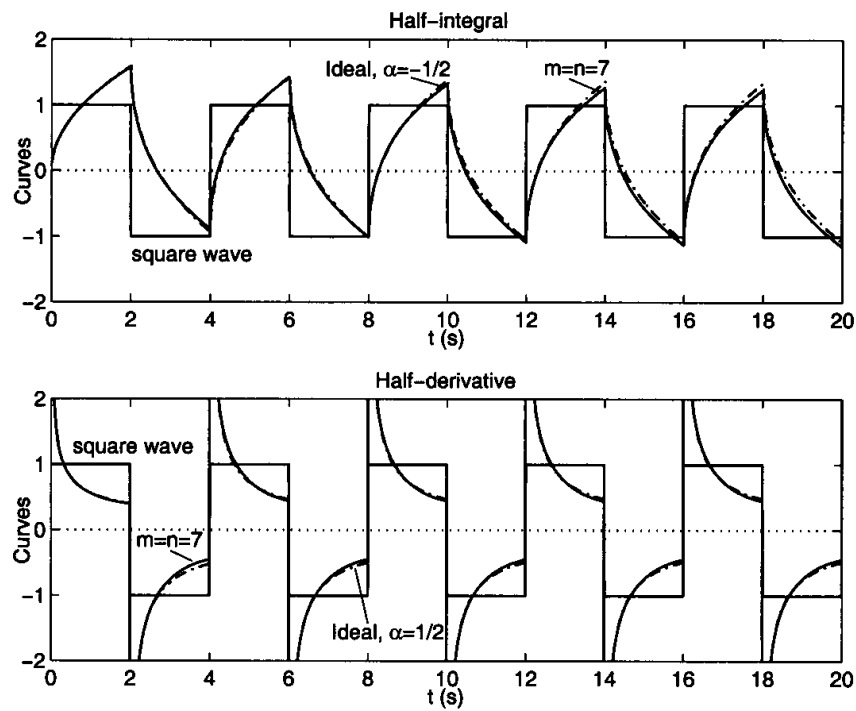 Half-integral
2
1
0
-1
-2
Curves
Ideal, α=-1/2
m=n=7
square wave
0 2 4 6 8 10 12 14 16 18 20
t (s)
Half-derivative
2
1
0
-1
-2
Curves
square wave
m=n=7
Ideal, α=1/2
0 2 4 6 8 10 12 14 16 18 20
t (s)